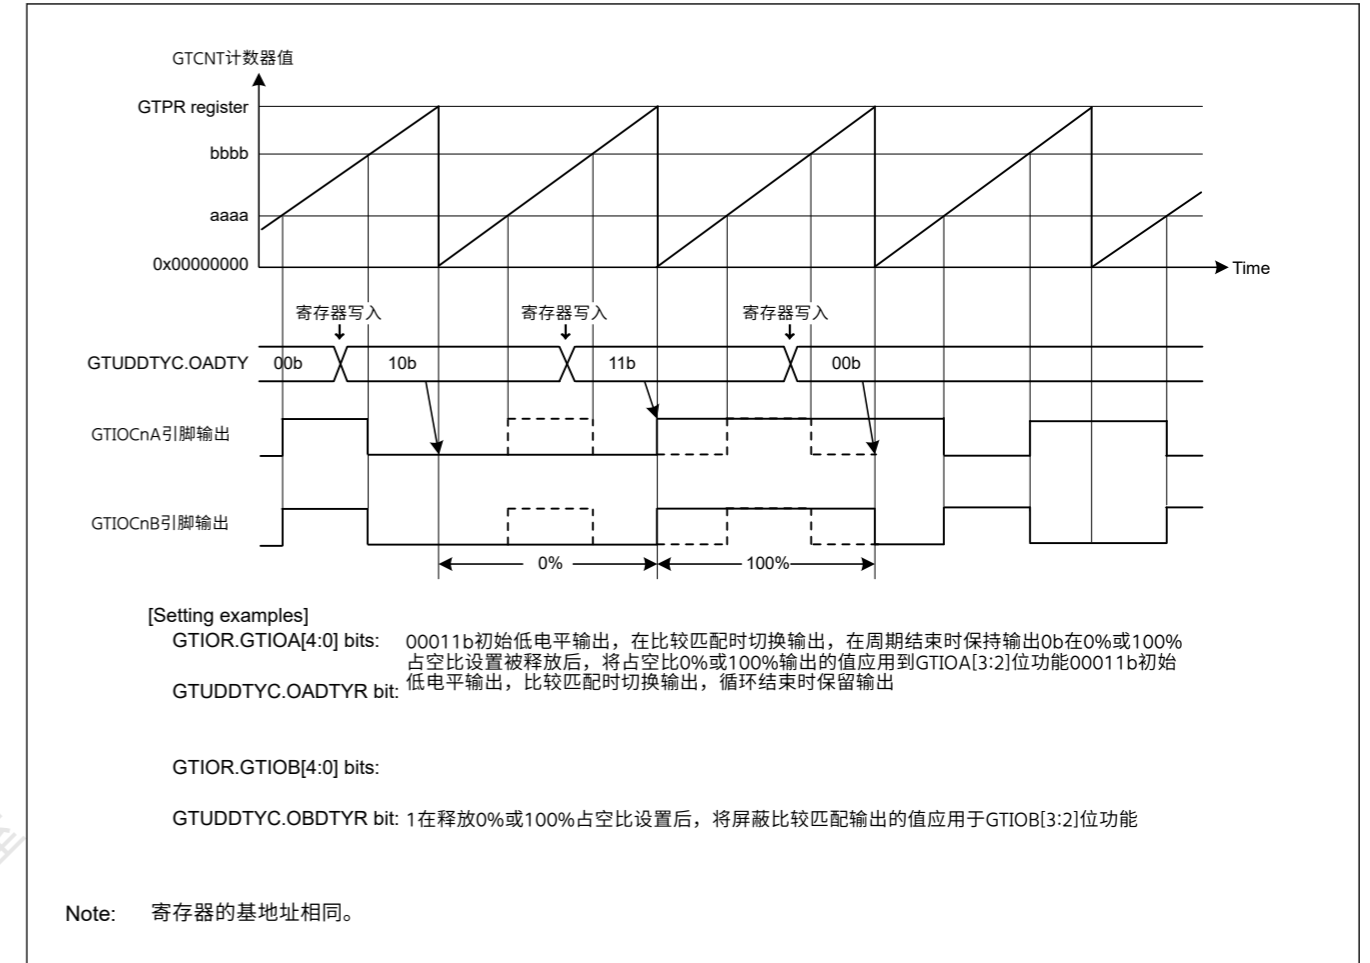 GTCNT计数器值
GTPR register
bbbb
aaaa
0x00000000
Time
寄存器写入 寄存器写入 寄存器写入
GTUDDTYC.OADTY 00b 10b 11b 00b
GTIOCnA引脚输出
GTIOCnB引脚输出
0% 100%
[Setting examples]
GTIOR.GTIOA[4:0] bits: 00011b初始低电平输出，在比较匹配时切换输出，在周期结束时保持输出0b在0%或100%
占空比设置被释放后，将占空比0%或100%输出的值应用到GTIOA[3:2]位功能00011b初始
GTUDDTYC.OADTYR bit: 低电平输出，比较匹配时切换输出，循环结束时保留输出
GTIOR.GTIOB[4:0] bits:
GTUDDTYC.OBDTYR bit: 1在释放0%或100%占空比设置后，将屏蔽比较匹配输出的值应用于GTIOB[3:2]位功能
Note: 寄存器的基地址相同。